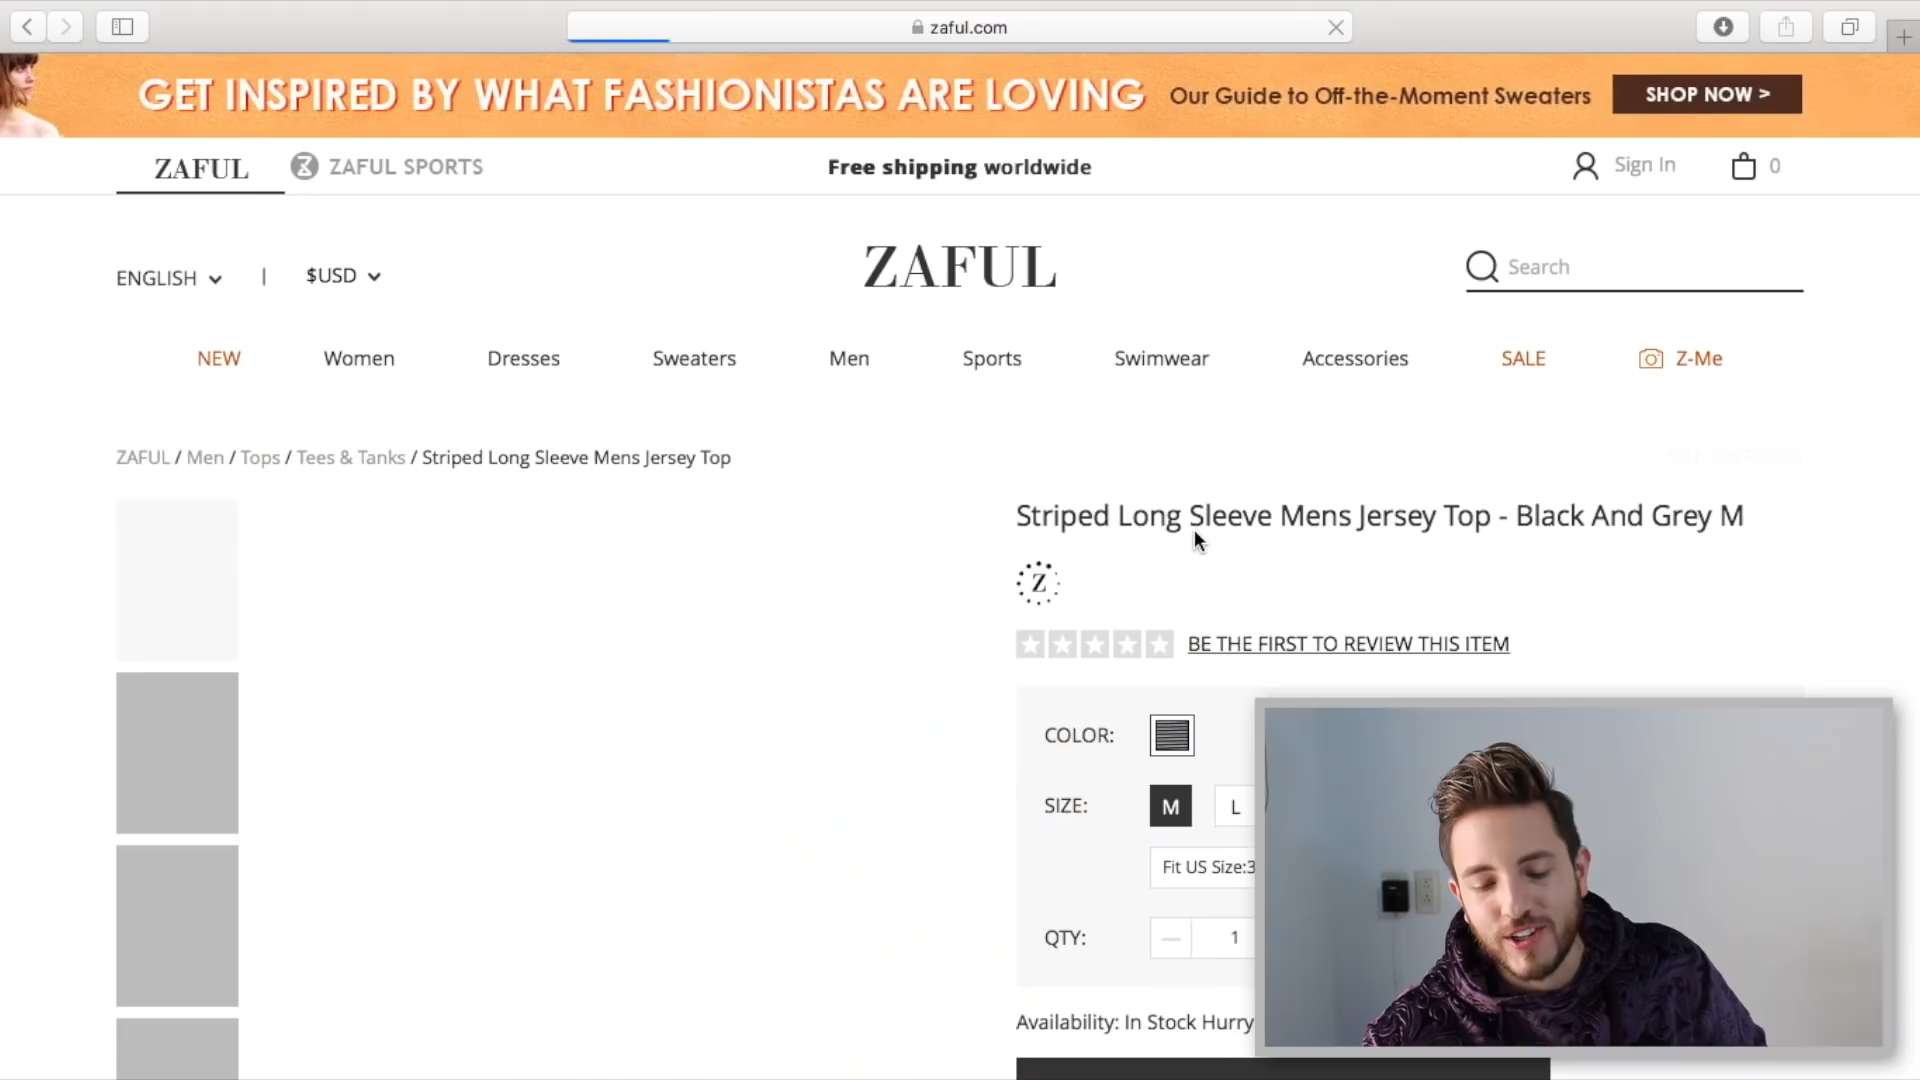 zaful.com
GET INSPIRED BY WHAT FASHIONISTAS ARE LOVING Our Guide to Off-the-Moment Sweaters SHOP NOW >
ZAFUL ZAFUL SPORTS Free shipping worldwide Sign In 0
ENGLISH | $USD ZAFUL Search
NEW Women Dresses Sweaters Men Sports Swimwear Accessories SALE Z-Me
ZAFUL / Men / Tops / Tees & Tanks / Striped Long Sleeve Mens Jersey Top
Striped Long Sleeve Mens Jersey Top - Black And Grey M
Z
BE THE FIRST TO REVIEW THIS ITEM
COLOR:
SIZE: M L
Fit US Size:3
QTY: — 1
Availability: In Stock Hurry